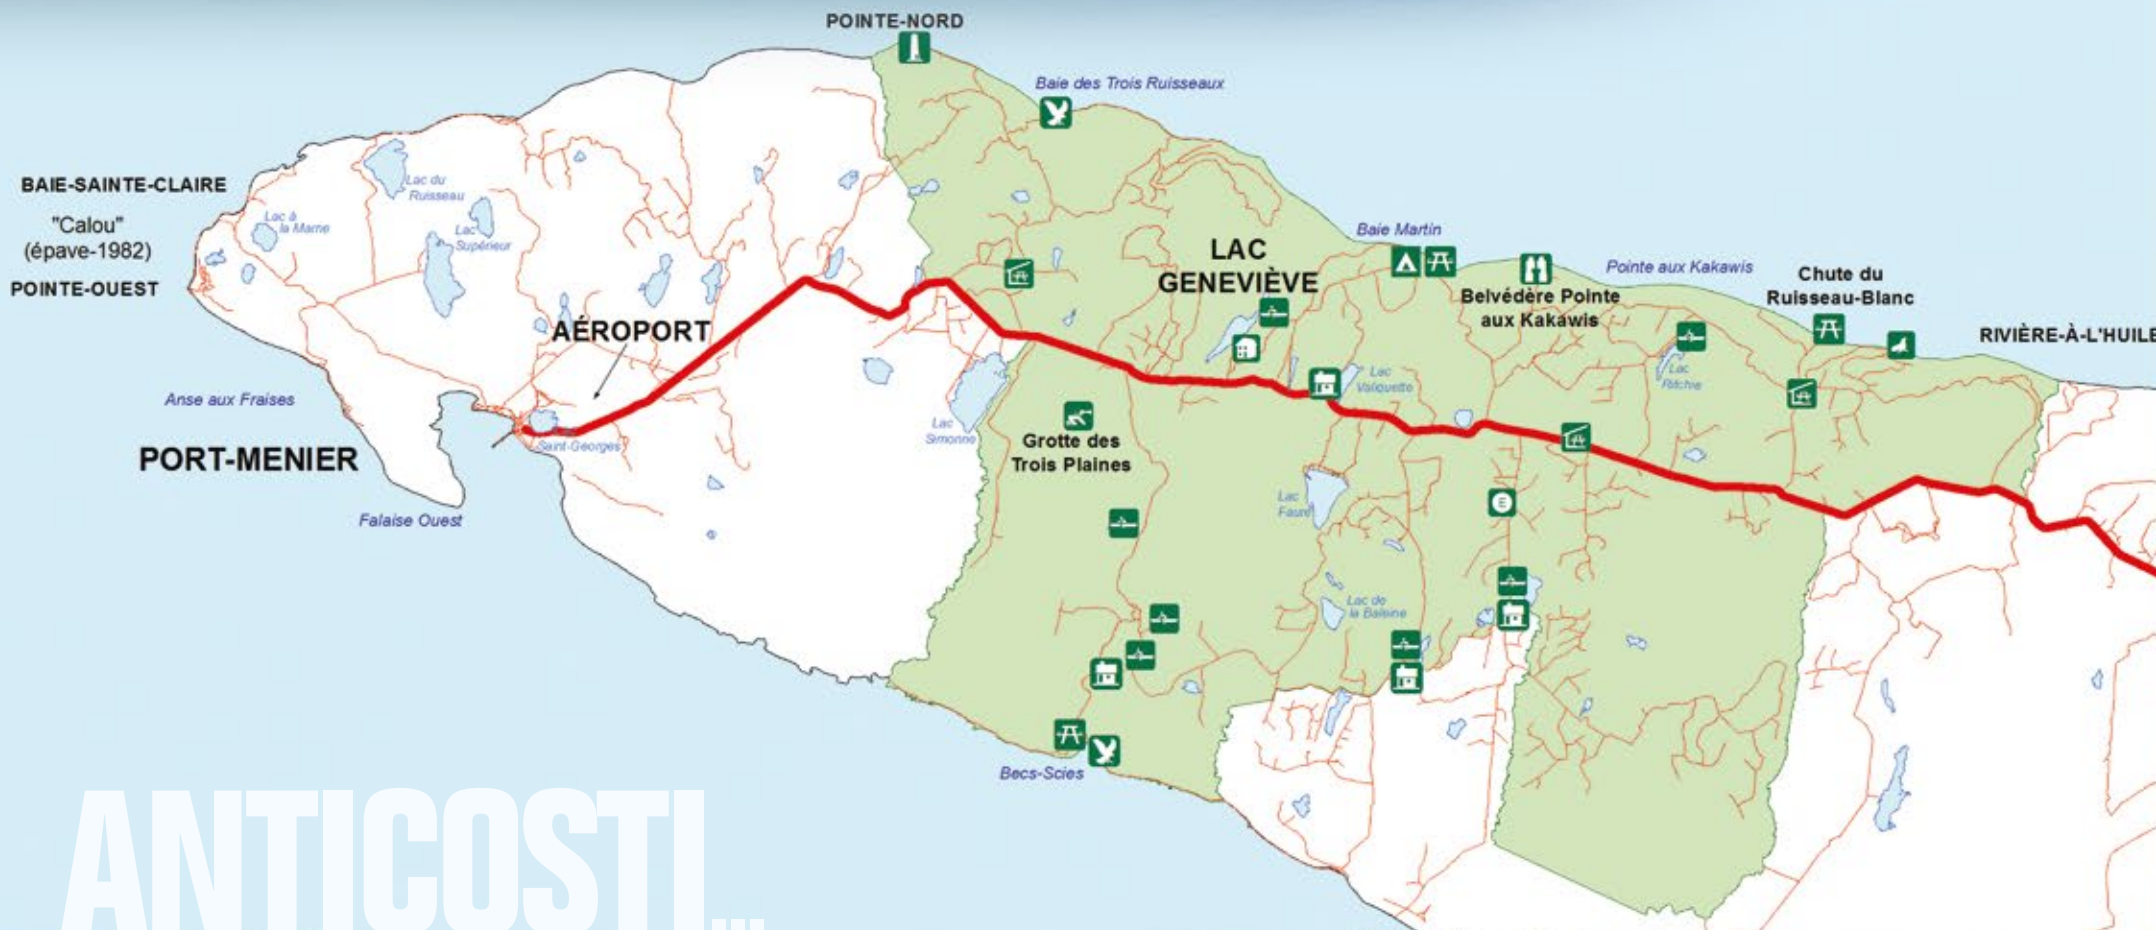 POINTE-NORD
Baie des Trois Ruisseaux
BAIE-SAINTE-CLAIRE
"Calou"
(épave-1982)
POINTE-OUEST
Lac à
la Marne
Lac du
Ruisseau
Lac
Supérieur
AÉROPORT
Anse aux Fraises
PORT-MENIER
Saint-Georges
Falaise Ouest
Lac
Simonne
LAC
GENEVIÈVE
Baie Martin
Belvédère Pointe
aux Kakawis
Pointe aux Kakawis
Chute du
Ruisseau-Blanc
RIVIÈRE-À-L'HUILE
Lac
Valiquette
Lac
Ritchie
Grotte des
Trois Plaines
Lac
Faure
E
Lac de
la Baleine
Becs-Scies
ANTICOSTI...